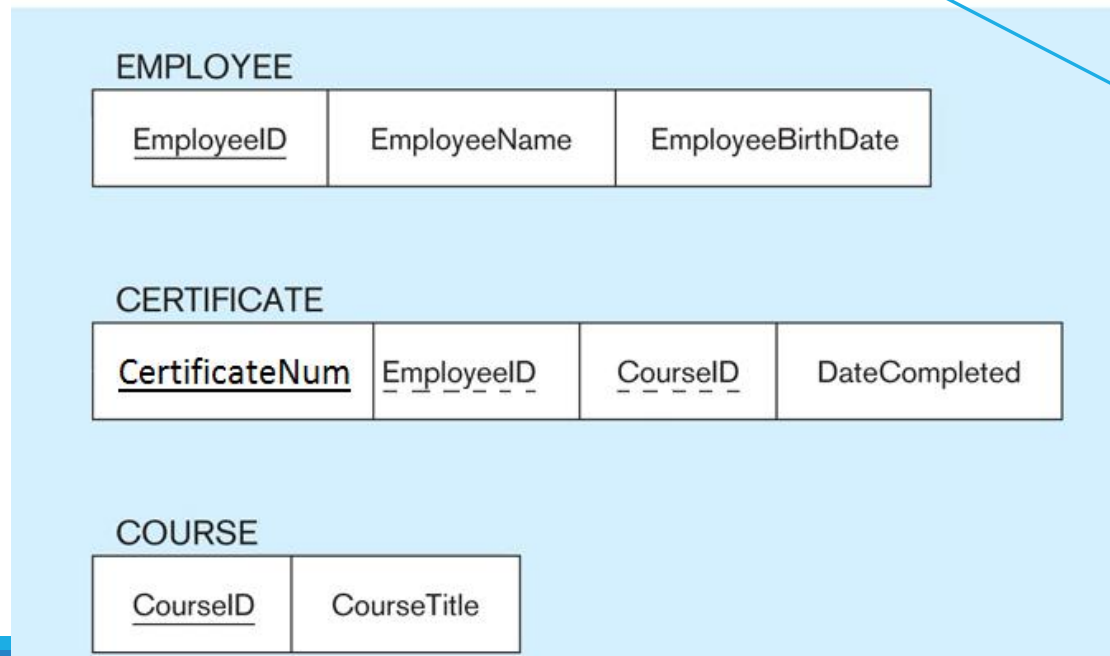 EMPLOYEE
EmployeeID EmployeeName EmployeeBirthDate
CERTIFICATE
CertificateNum EmployeeID CourseID DateCompleted
COURSE
CourseID CourseTitle